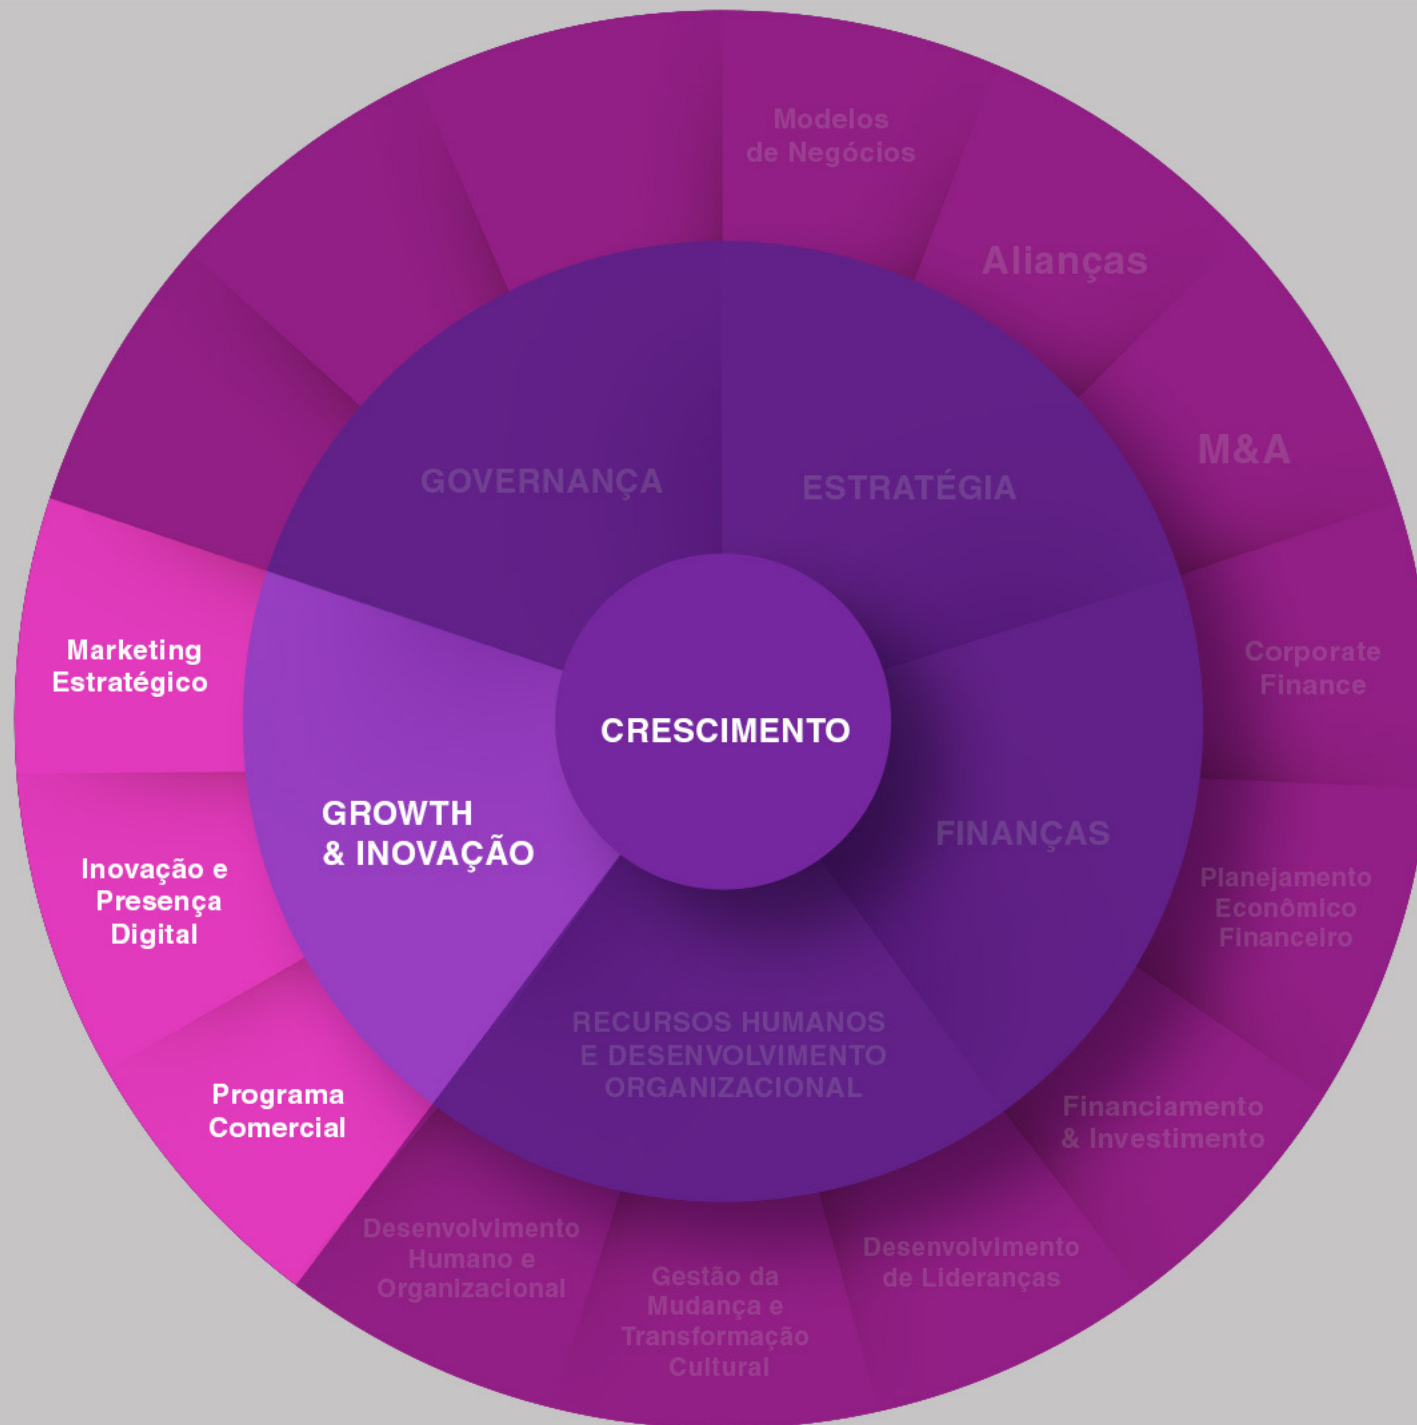 Modelos
de Negócios
Alianças
M&A
GOVERNANÇA
ESTRATÉGIA
Marketing
Estratégico
Corporate
Finance
CRESCIMENTO
GROWTH
& INOVAÇÃO
FINANÇAS
Inovação e
Presença
Digital
Planejamento
Econômico
Financeiro
RECURSOS HUMANOS
E DESENVOLVIMENTO
ORGANIZACIONAL
Programa
Comercial
Financiamento
& Investimento
Desenvolvimento
Humano e
Organizacional
Gestão da
Mudança e
Transformação
Cultural
Desenvolvimento
de Lideranças